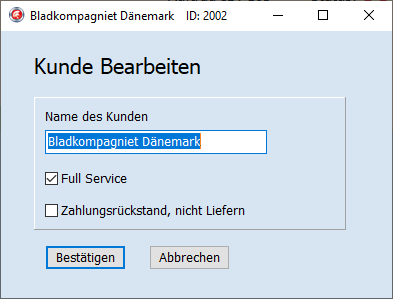 Bladkompagniet Dänemark ID: 2002
Kunde Bearbeiten
Name des Kunden
Bladkompagniet Dänemark
Full Service
Zahlungsrückstand, nicht Liefern
Bestätigen Abbrechen